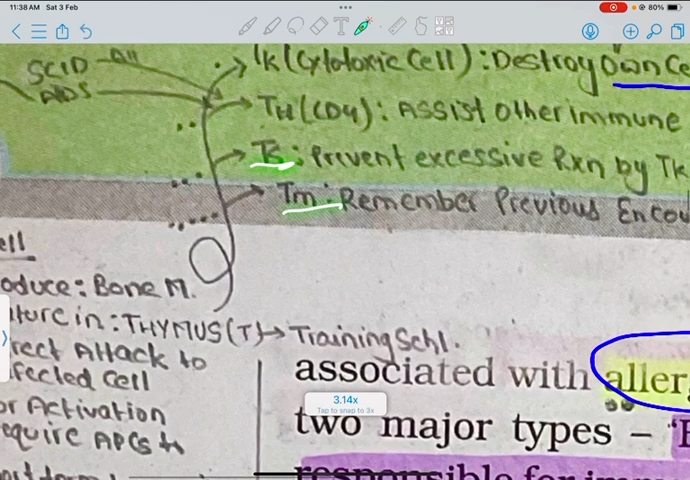 11:38 AM Sat 3 Feb
80%
SCID All
AIDS
TK (Cytotoxic Cell) : Destroy Own Ce
TH (CD4) : Assist other immune
Ts : Prevent excessive Rxn by TK
Tm : Remember Previous Encou
ell
oduce : Bone M.
ature in : THYMUS (T) → Training Schl.
rect Attack to
fected Cell
or Activation
equire APCs to
associated with aller
3.14x
Tap to snap to 3x
two major types – 'B
responsible for imm